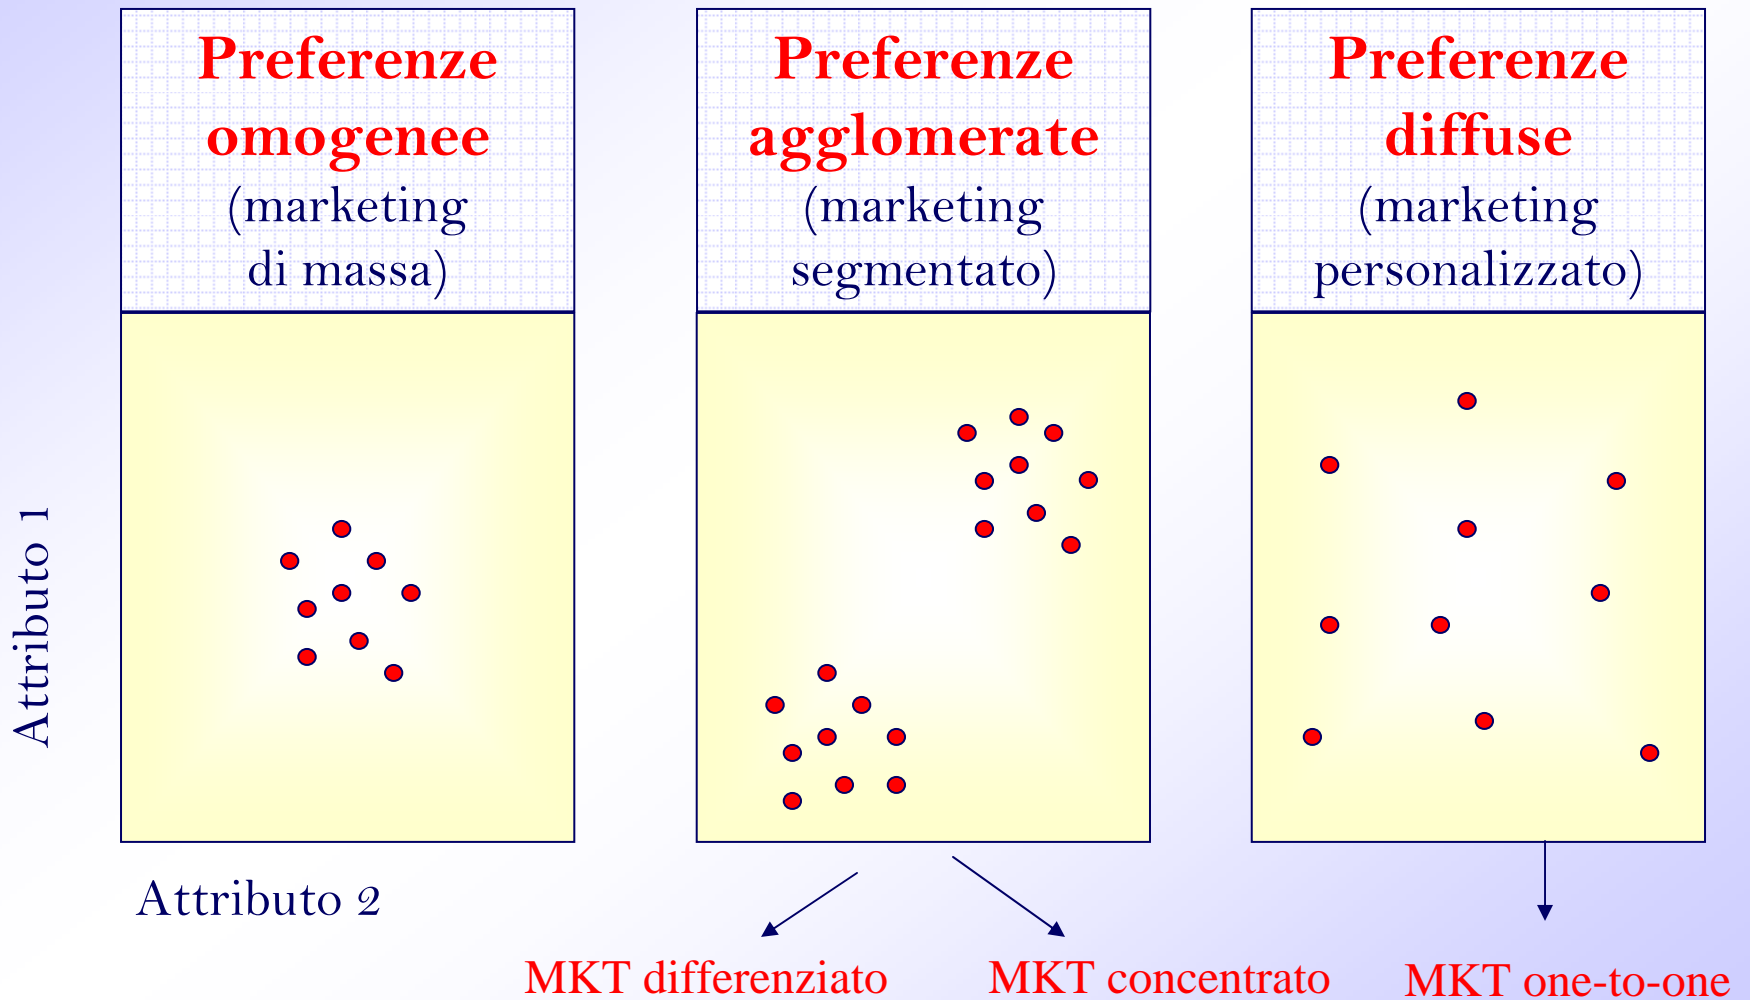 Preferenze
omogenee
(marketing
di massa)
Preferenze
agglomerate
(marketing
segmentato)
Preferenze
diffuse
(marketing
personalizzato)
Attributo 1
Attributo 2
MKT differenziato
MKT concentrato
MKT one-to-one